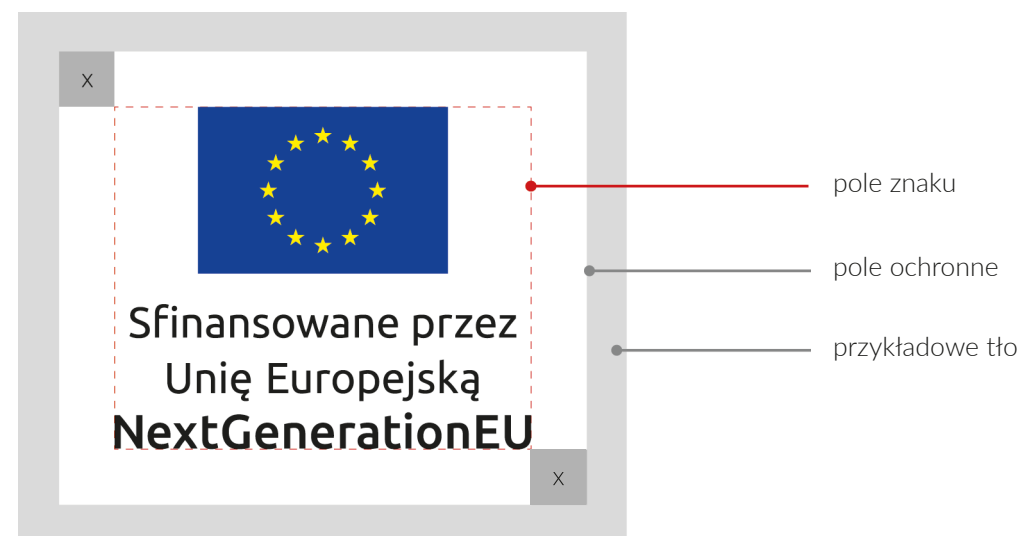 X
pole znaku
pole ochronne
Sfinansowane przez
przykładowe tło
Unię Europejską
NextGenerationEU
X